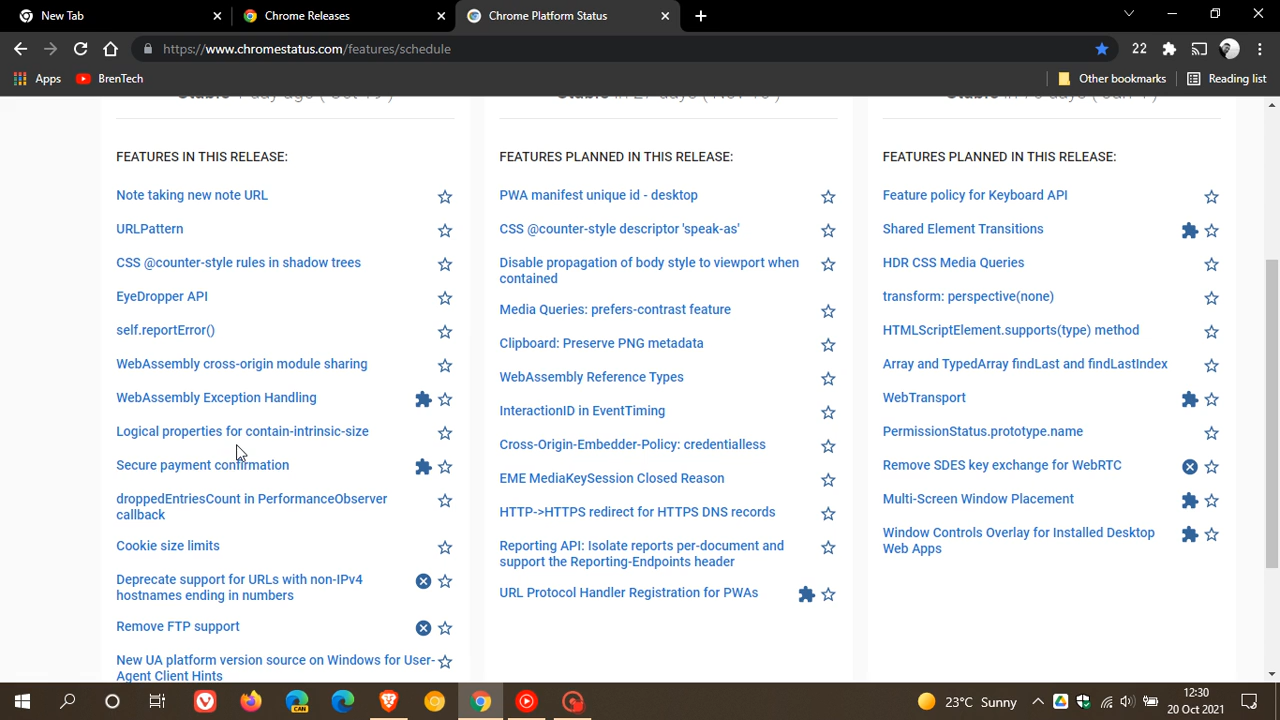 New Tab
Chrome Releases
Chrome Platform Status
https://www.chromestatus.com/features/schedule
22
Apps
BrenTech
Other bookmarks
Reading list
FEATURES IN THIS RELEASE:
Note taking new note URL
URLPattern
CSS @counter-style rules in shadow trees
EyeDropper API
self.reportError()
WebAssembly cross-origin module sharing
WebAssembly Exception Handling
Logical properties for contain-intrinsic-size
Secure payment confirmation
droppedEntriesCount in PerformanceObserver
callback
Cookie size limits
Deprecate support for URLs with non-IPv4
hostnames ending in numbers
Remove FTP support
New UA platform version source on Windows for User-
Agent Client Hints
FEATURES PLANNED IN THIS RELEASE:
PWA manifest unique id - desktop
CSS @counter-style descriptor 'speak-as'
Disable propagation of body style to viewport when
contained
Media Queries: prefers-contrast feature
Clipboard: Preserve PNG metadata
WebAssembly Reference Types
InteractionID in EventTiming
Cross-Origin-Embedder-Policy: credentialless
EME MediaKeySession Closed Reason
HTTP->HTTPS redirect for HTTPS DNS records
Reporting API: Isolate reports per-document and
support the Reporting-Endpoints header
URL Protocol Handler Registration for PWAs
FEATURES PLANNED IN THIS RELEASE:
Feature policy for Keyboard API
Shared Element Transitions
HDR CSS Media Queries
transform: perspective(none)
HTMLScriptElement.supports(type) method
Array and TypedArray findLast and findLastIndex
WebTransport
PermissionStatus.prototype.name
Remove SDES key exchange for WebRTC
Multi-Screen Window Placement
Window Controls Overlay for Installed Desktop
Web Apps
CAN
23°C Sunny
12:30
20 Oct 2021